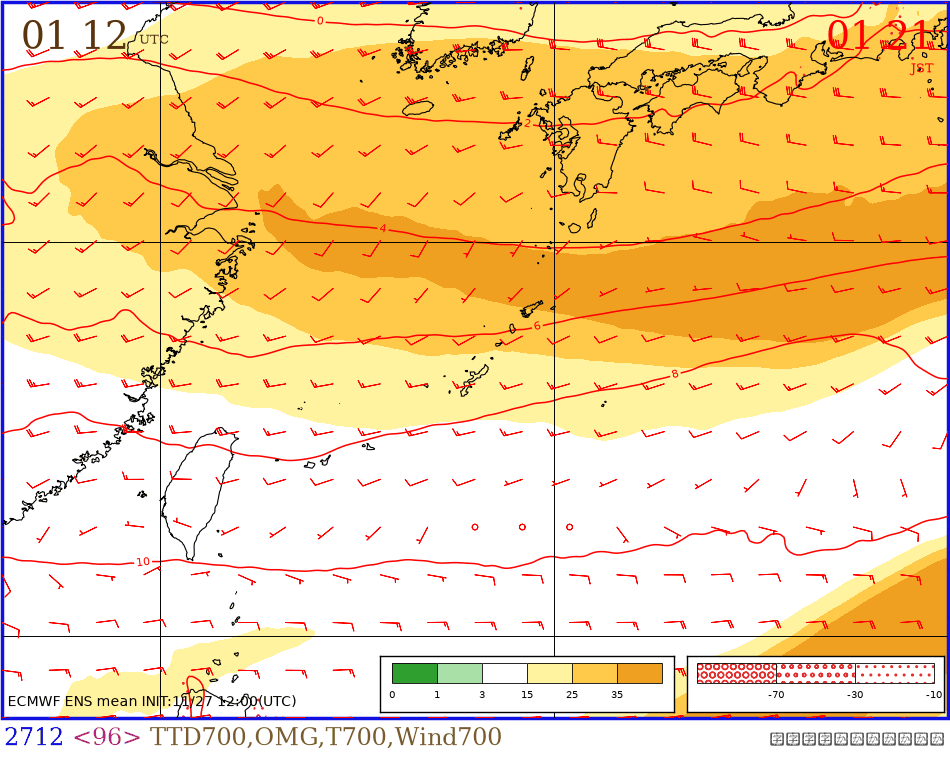 01 12 UTC
01 21 JST
0
2
4
6
8
10
0 1 3 15 25 35
-70 -30 -10
ECMWF ENS mean INIT:11/27 12:00(UTC)
2712 <96> TTD700,OMG,T700,Wind700